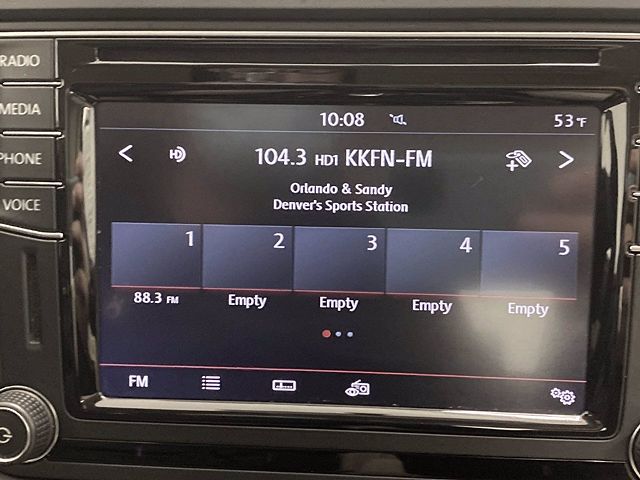 RADIO
MEDIA
PHONE
VOICE
10:08
53°F
HD
104.3 HD1 KKFN-FM
Orlando & Sandy
Denver's Sports Station
1 2 3 4 5
88.3 FM Empty Empty Empty Empty
FM